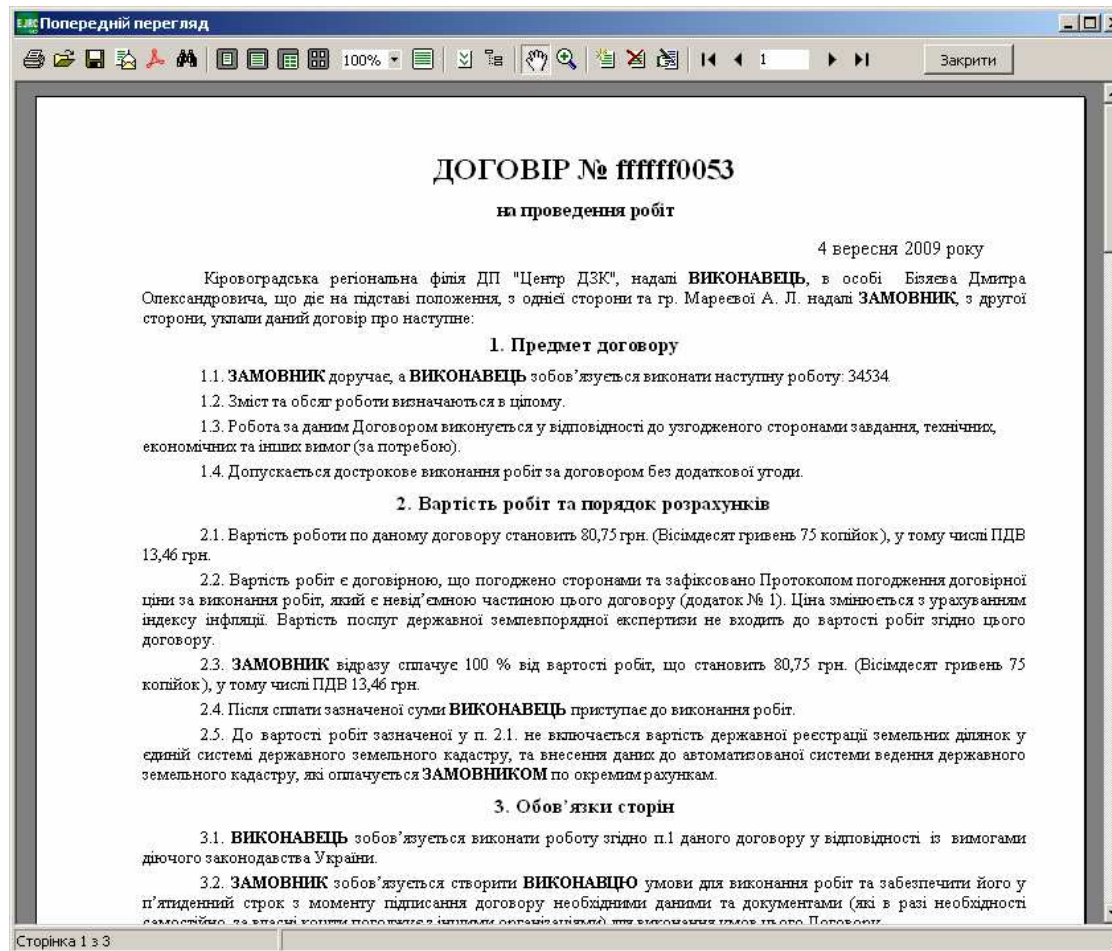 Попередній перегляд
100%
1
Закрити
ДОГОВІР № ffffff0053
на проведення робіт
4 вересня 2009 року
Кіровоградська регіональна філія ДП "Центр ДЗК", надалі ВИКОНАВЕЦЬ, в особі Бізяєва Дмитра
Олександровича, що діє на підставі положення, з однієї сторони та гр. Мареєвої А. Л. надалі ЗАМОВНИК, з другої
сторони, уклали даний договір про наступне:
1. Предмет договору
1.1. ЗАМОВНИК доручає, а ВИКОНАВЕЦЬ зобов’язується виконати наступну роботу: 34534.
1.2. Зміст та обсяг роботи визначаються в цілому.
1.3. Робота за даним Договором виконується у відповідності до узгодженого сторонами завдання, технічних,
економічних та інших вимог (за потребою).
1.4. Допускається дострокове виконання робіт за договором без додаткової угоди.
2. Вартість робіт та порядок розрахунків
2.1. Вартість роботи по даному договору становить 80,75 грн. (Вісімдесят гривень 75 копійок), у тому числі ПДВ
13,46 грн.
2.2. Вартість робіт є договірною, що погоджено сторонами та зафіксовано Протоколом погодження договірної
ціни за виконання робіт, який є невід’ємною частиною цього договору (додаток № 1). Ціна змінюється з урахуванням
індексу інфляції. Вартість послуг державної землевпорядної експертизи не входить до вартості робіт згідно цього
договору.
2.3. ЗАМОВНИК відразу сплачує 100 % від вартості робіт, що становить 80,75 грн. (Вісімдесят гривень 75
копійок), у тому числі ПДВ 13,46 грн.
2.4. Після сплати зазначеної суми ВИКОНАВЕЦЬ приступає до виконання робіт.
2.5. До вартості робіт зазначеної у п. 2.1. не включається вартість державної реєстрації земельних ділянок у
єдиній системі державного земельного кадастру, та внесення даних до автоматизованої системи ведення державного
земельного кадастру, які оплачується ЗАМОВНИКОМ по окремим рахункам.
3. Обов’язки сторін
3.1. ВИКОНАВЕЦЬ зобов’язується виконати роботу згідно п.1 даного договору у відповідності із вимогами
діючого законодавства України.
3.2. ЗАМОВНИК зобов’язується створити ВИКОНАВЦЮ умови для виконання робіт та забезпечити його у
п’ятиденний строк з моменту підписання договору необхідними даними та документами (які в разі необхідності
самостійно, за власні кошти погоджує з іншими організаціями) для виконання умов цього Договору.
Сторінка 1 з 3